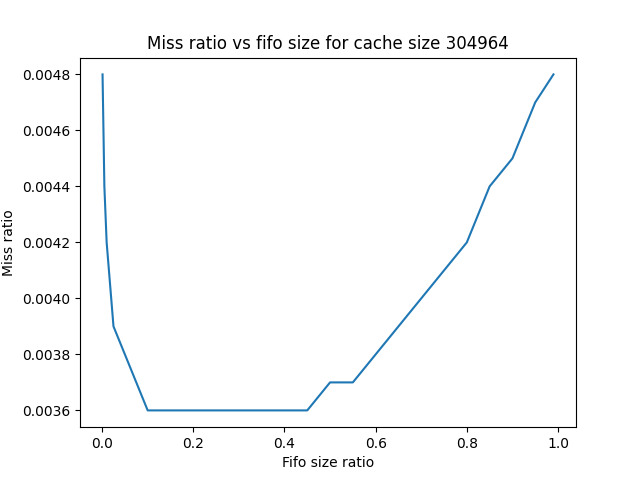 Miss ratio vs fifo size for cache size 304964
0.0048
0.0046
0.0044
0.0042
0.0040
0.0038
0.0036
Miss ratio
0.0 0.2 0.4 0.6 0.8 1.0
Fifo size ratio